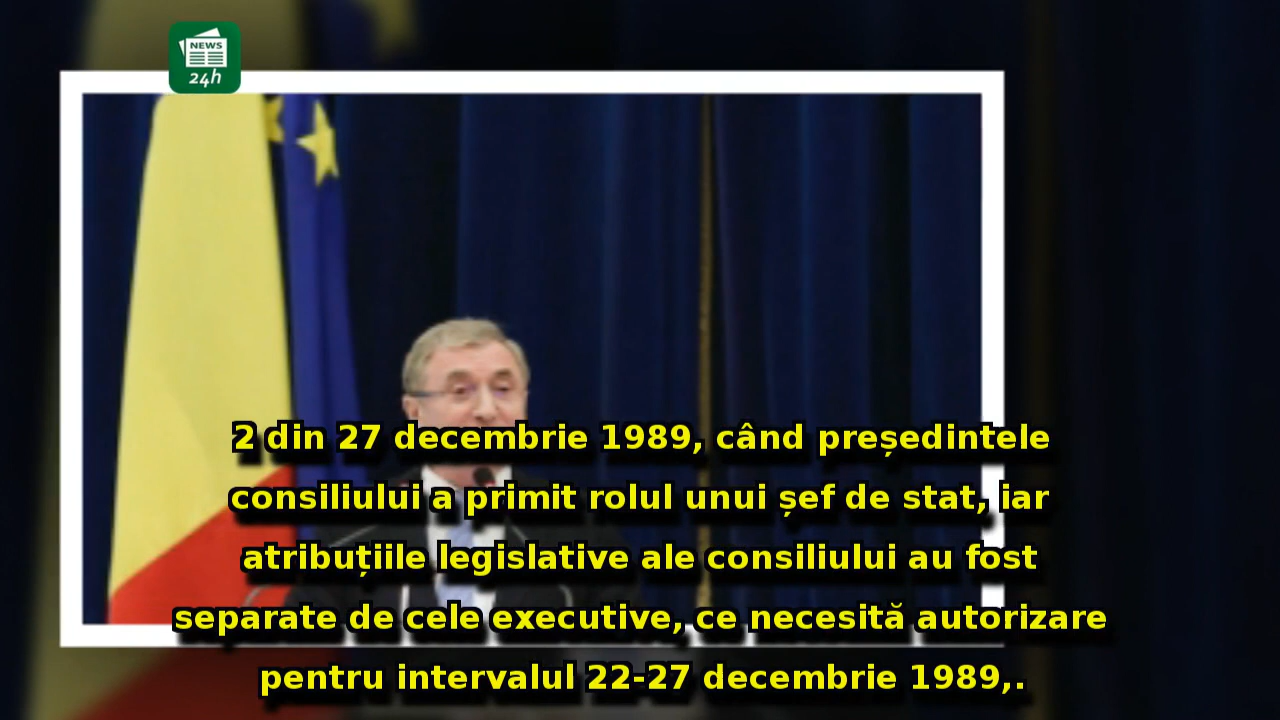 NEWS
24h
2 din 27 decembrie 1989, când președintele
consiliului a primit rolul unui șef de stat, iar
atribuțiile legislative ale consiliului au fost
separate de cele executive, ce necesită autorizare
pentru intervalul 22-27 decembrie 1989,.